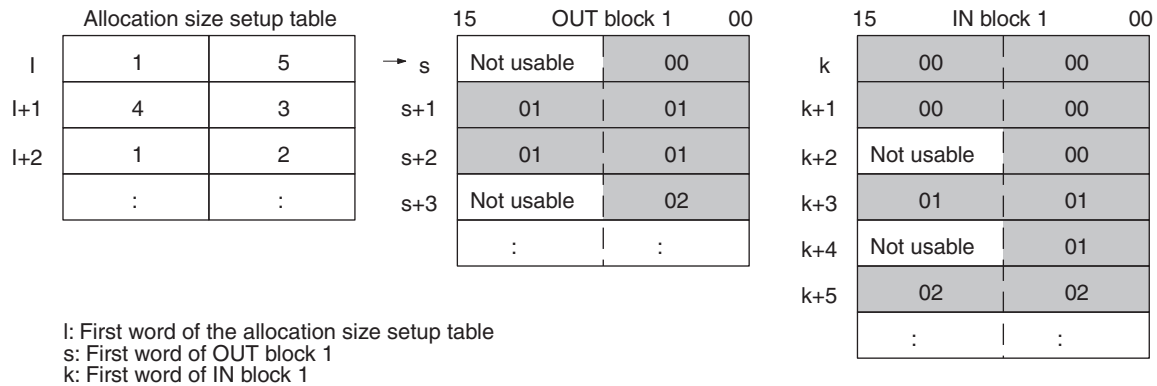 Allocation size setup table
15 OUT block 1 00
15 IN block 1 00
l 1 5
→ s Not usable 00
k 00 00
l+1 4 3
s+1 01 01
k+1 00 00
l+2 1 2
s+2 01 01
k+2 Not usable 00
: :
s+3 Not usable 02
k+3 01 01
: :
k+4 Not usable 01
k+5 02 02
: :
l: First word of the allocation size setup table
s: First word of OUT block 1
k: First word of IN block 1